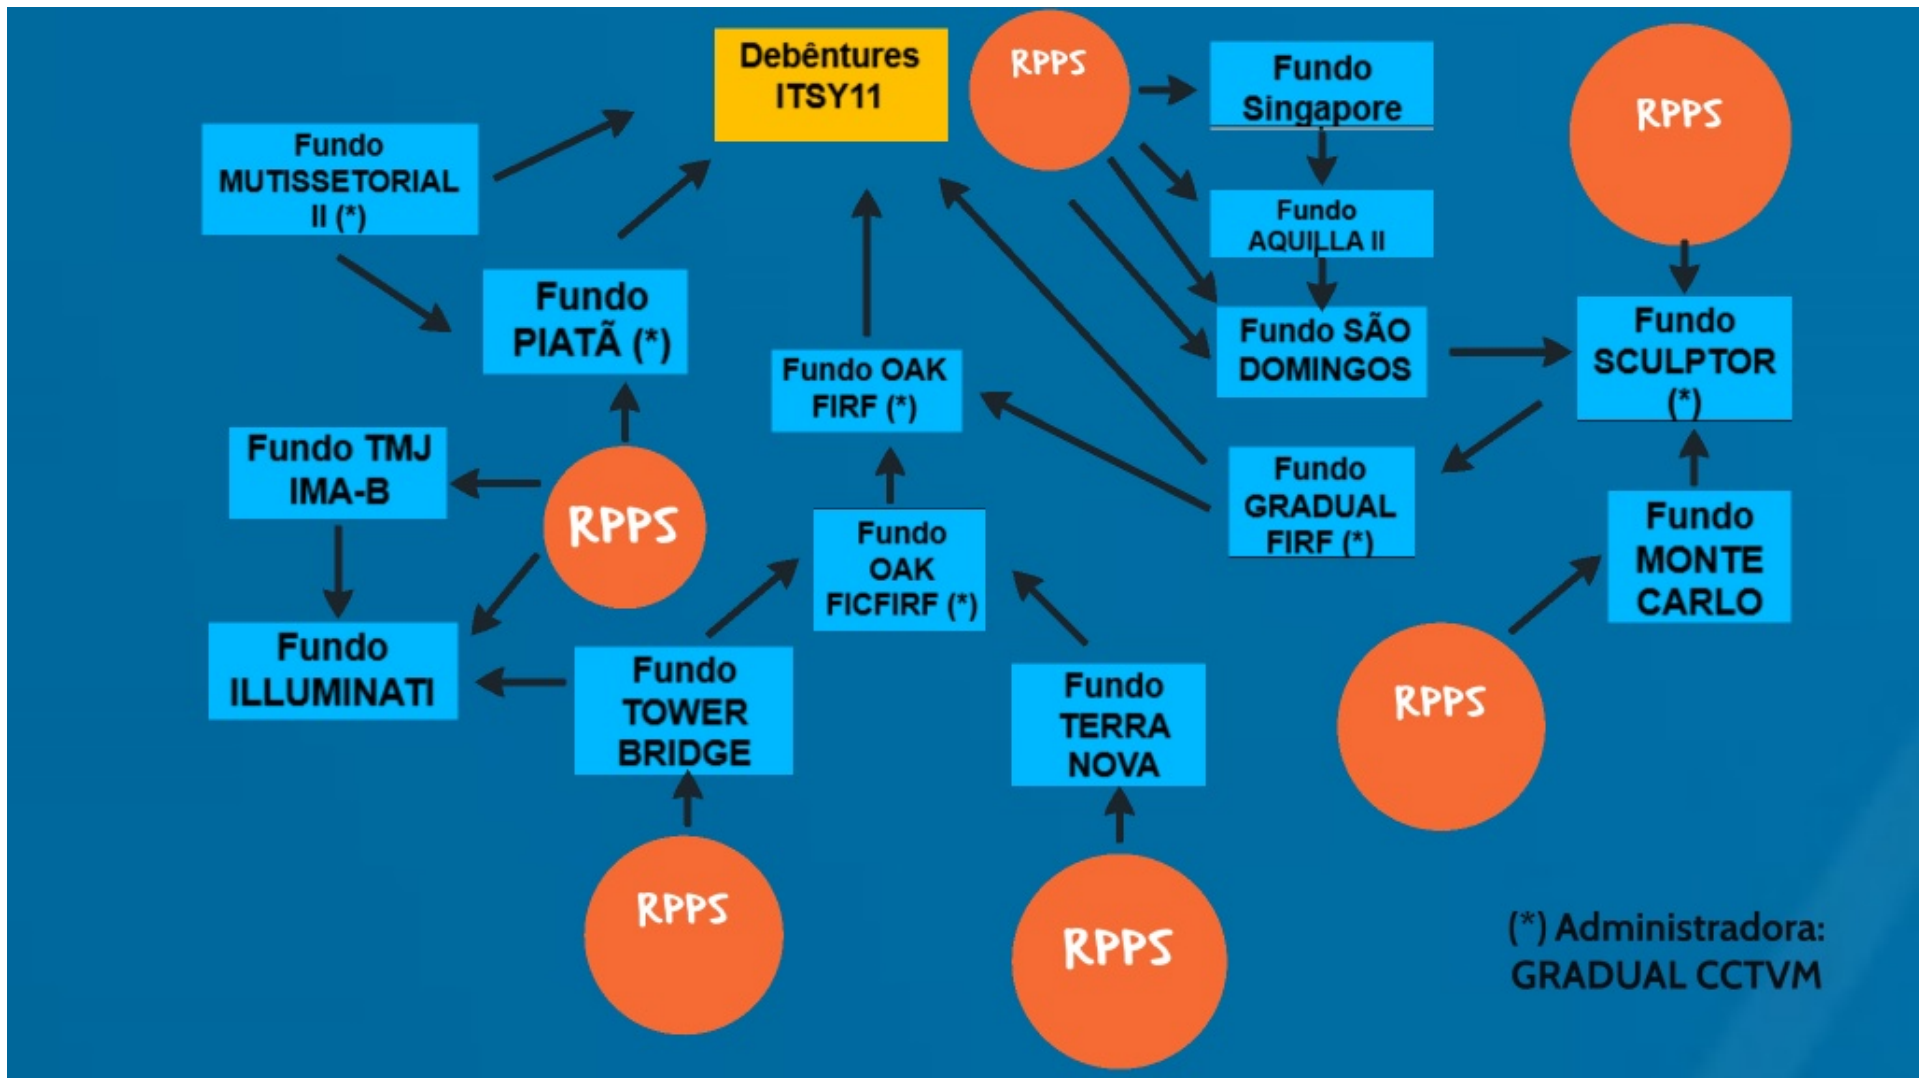 Debêntures
ITSY11
RPPS
Fundo
Singapore
RPPS
Fundo
MUTISSETORIAL
II (*)
Fundo
AQUILLA II
Fundo
PIATÃ (*)
Fundo SÃO
DOMINGOS
Fundo
SCULPTOR
(*)
Fundo OAK
FIRF (*)
Fundo TMJ
IMA-B
RPPS
Fundo
GRADUAL
FIRF (*)
Fundo
MONTE
CARLO
Fundo
OAK
FICFIRF (*)
Fundo
ILLUMINATI
Fundo
TOWER
BRIDGE
Fundo
TERRA
NOVA
RPPS
RPPS
RPPS
(*) Administradora:
GRADUAL CCTVM